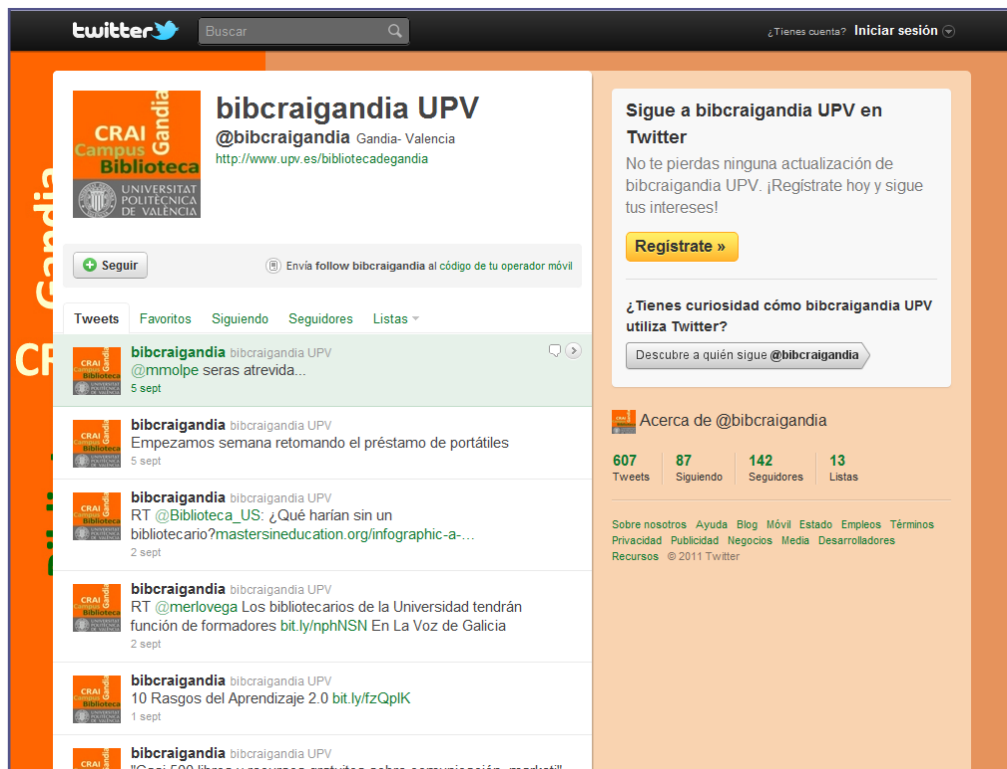 twitter
Buscar
¿Tienes cuenta? Iniciar sesión
CRAI
Campus
Gandia
Biblioteca
UNIVERSITAT
POLITÈCNICA
DE VALÈNCIA
bibcraigandia UPV
@bibcraigandia Gandia- Valencia
http://www.upv.es/bibliotecadegandia
Seguir
Envía follow bibcraigandia al código de tu operador móvil
Tweets Favoritos Siguiendo Seguidores Listas
bibcraigandia bibcraigandia UPV
@mmolpe seras atrevida...
5 sept
bibcraigandia bibcraigandia UPV
Empezamos semana retomando el préstamo de portátiles
5 sept
bibcraigandia bibcraigandia UPV
RT @Biblioteca_US: ¿Qué harían sin un
bibliotecario?mastersineducation.org/infographic-a-…
2 sept
bibcraigandia bibcraigandia UPV
RT @merlovega Los bibliotecarios de la Universidad tendrán
función de formadores bit.ly/nphNSN En La Voz de Galicia
2 sept
bibcraigandia bibcraigandia UPV
10 Rasgos del Aprendizaje 2.0 bit.ly/fzQpIK
1 sept
bibcraigandia bibcraigandia UPV
Sigue a bibcraigandia UPV en
Twitter
No te pierdas ninguna actualización de
bibcraigandia UPV. ¡Regístrate hoy y sigue
tus intereses!
Regístrate »
¿Tienes curiosidad cómo bibcraigandia UPV
utiliza Twitter?
Descubre a quién sigue @bibcraigandia
Acerca de @bibcraigandia
607 87 142 13
Tweets Siguiendo Seguidores Listas
Sobre nosotros Ayuda Blog Móvil Estado Empleos Términos
Privacidad Publicidad Negocios Media Desarrolladores
Recursos © 2011 Twitter